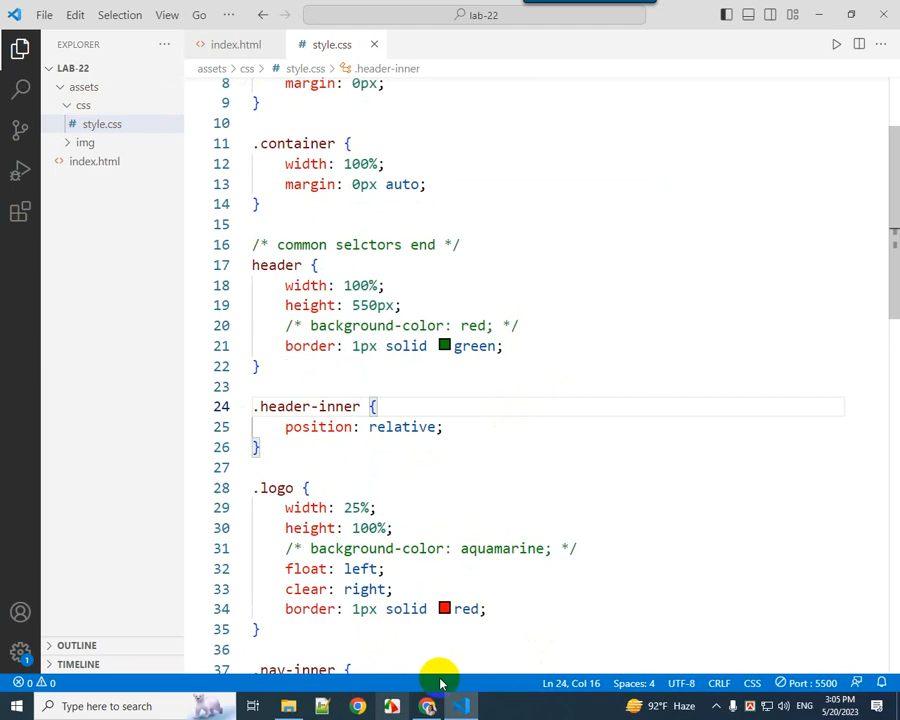 File Edit Selection View Go ··· lab-22
EXPLORER ··· index.html style.css
assets > css > style.css > .header-inner
LAB-22
assets
css
style.css
img
index.html
OUTLINE
TIMELINE
8 margin: 0px;
9 }
10
11 .container {
12 width: 100%;
13 margin: 0px auto;
14 }
15
16 /* common selctors end */
17 header {
18 width: 100%;
19 height: 550px;
20 /* background-color: red; */
21 border: 1px solid green;
22 }
23
24 .header-inner {
25 position: relative;
26 }
27
28 .logo {
29 width: 25%;
30 height: 100%;
31 /* background-color: aquamarine; */
32 float: left;
33 clear: right;
34 border: 1px solid red;
35 }
36
37 .nav-inner {
1
0 0 Ln 24, Col 16 Spaces: 4 UTF-8 CRLF CSS Port : 5500
Type here to search 92°F Haze ENG 3:05 PM
5/20/2023